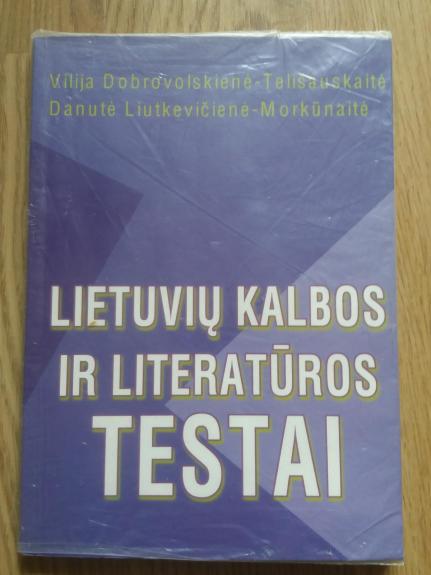 Vilija Dobrovolskienė-Telišauskaitė
Danutė Liutkevičienė-Morkūnaitė
LIETUVIŲ KALBOS
IR LITERATŪROS
TESTAI